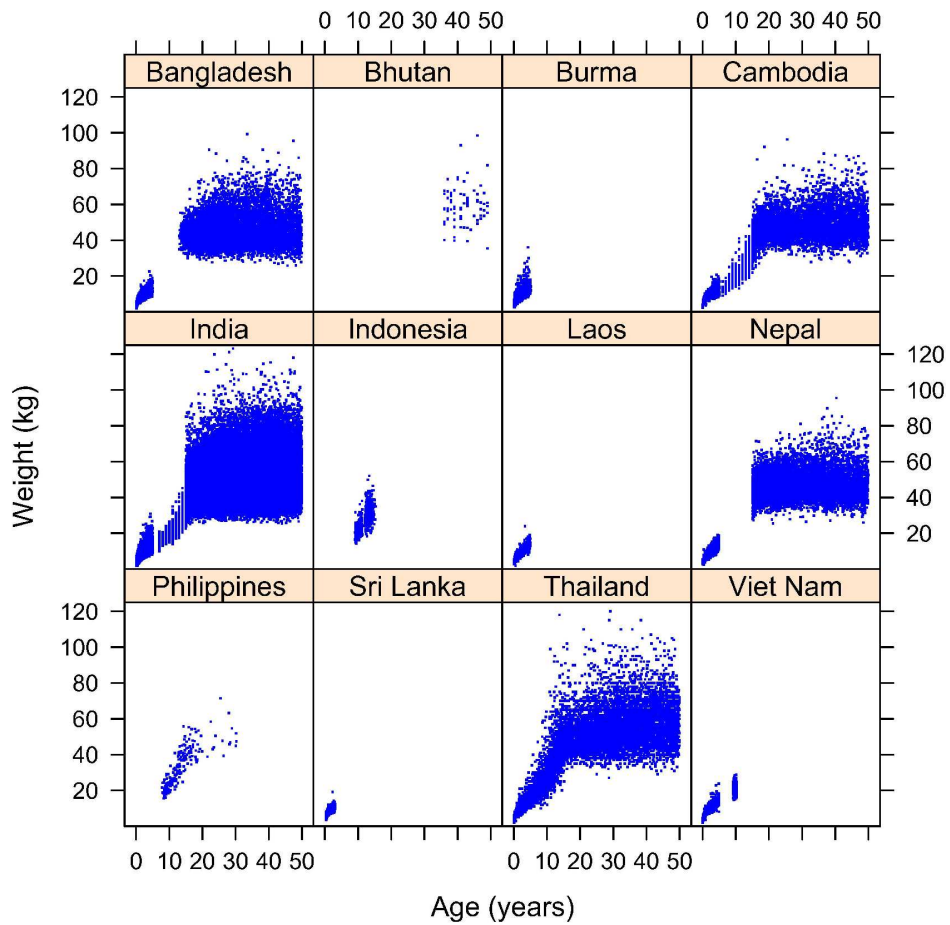 0 10 20 30 40 50 0 10 20 30 40 50
Bangladesh Bhutan Burma Cambodia
120
100
80
60
40
20
India Indonesia Laos Nepal
120
100
80
60
40
20
Weight (kg)
Philippines Sri Lanka Thailand Viet Nam
120
100
80
60
40
20
0 10 20 30 40 50 0 10 20 30 40 50
Age (years)